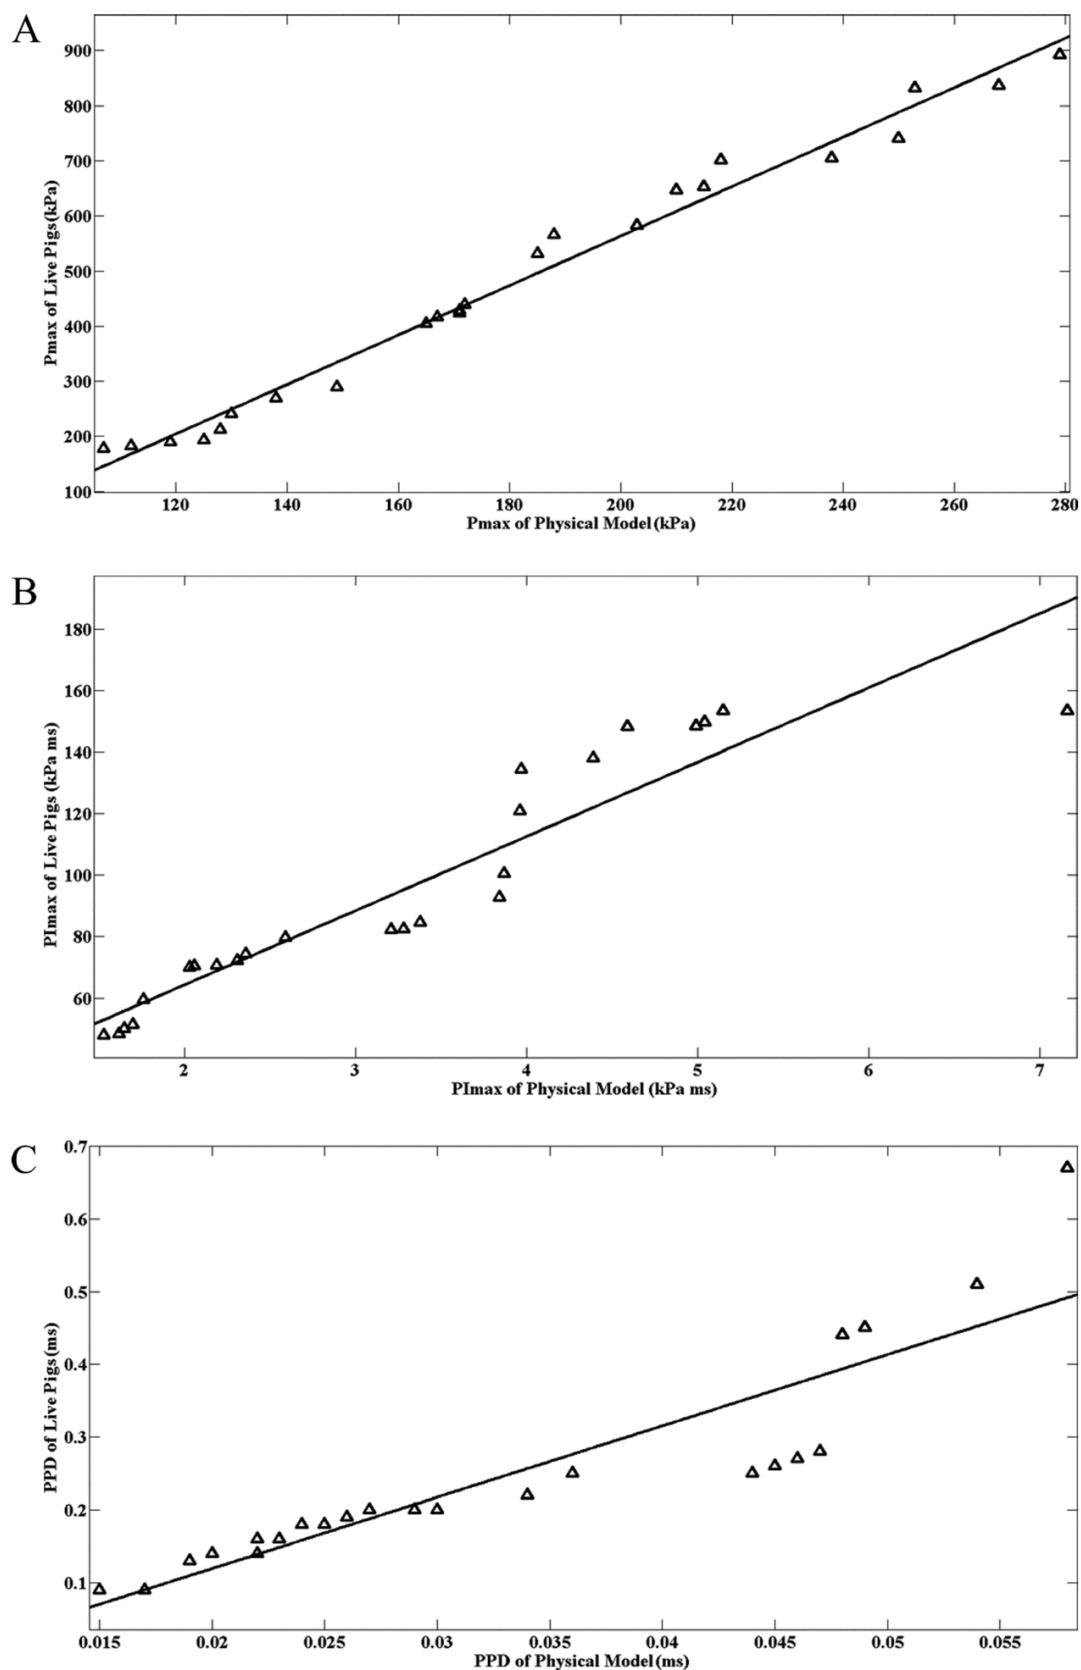 A
900
800
700
600
500
400
300
200
100
Pmax of Live Pigs(kPa)
120 140 160 180 200 220 240 260 280
Pmax of Physical Model(kPa)
B
180
160
140
120
100
80
60
PImax of Live Pigs (kPa ms)
2 3 4 5 6 7
PImax of Physical Model (kPa ms)
C
0.7
0.6
0.5
0.4
0.3
0.2
0.1
PPD of Live Pigs(ms)
0.015 0.02 0.025 0.03 0.035 0.04 0.045 0.05 0.055
PPD of Physical Model(ms)